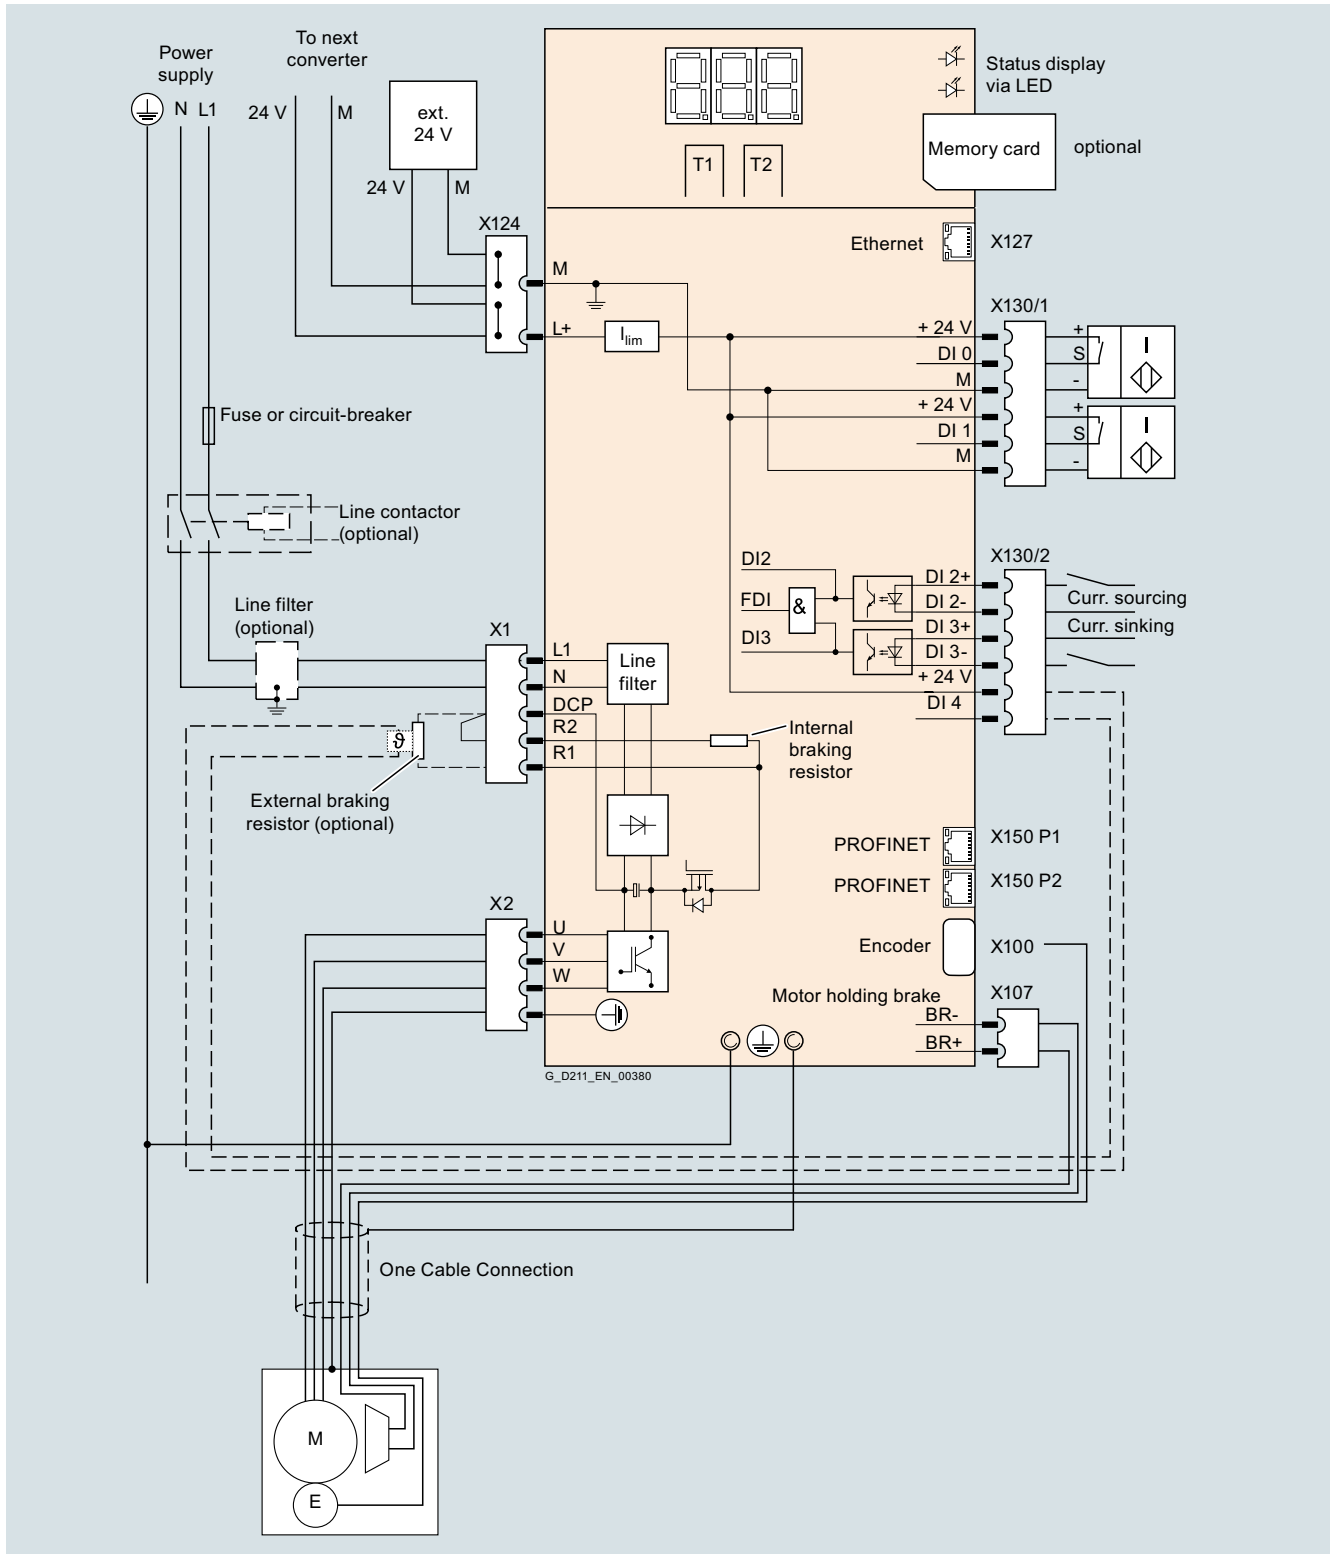 Power
supply
N L1
To next
converter
24 V
M
ext.
24 V
24 V
M
X124
T1
T2
Status display
via LED
Memory card
optional
Ethernet
X127
M
L+
Ilim
X130/1
+ 24 V
DI 0
M
+ 24 V
DI 1
M
+
S
-
I
+
S
-
I
Fuse or circuit-breaker
Line contactor
(optional)
Line filter
(optional)
X130/2
DI2
FDI
&
DI3
DI 2+
DI 2-
DI 3+
DI 3-
+ 24 V
DI 4
Curr. sourcing
Curr. sinking
X1
L1
N
DCP
R2
R1
Line
filter
Internal
braking
resistor
ϑ
External braking
resistor (optional)
PROFINET
X150 P1
PROFINET
X150 P2
X2
U
V
W
Encoder
X100
Motor holding brake
X107
BR-
BR+
G_D211_EN_00380
One Cable Connection
M
E